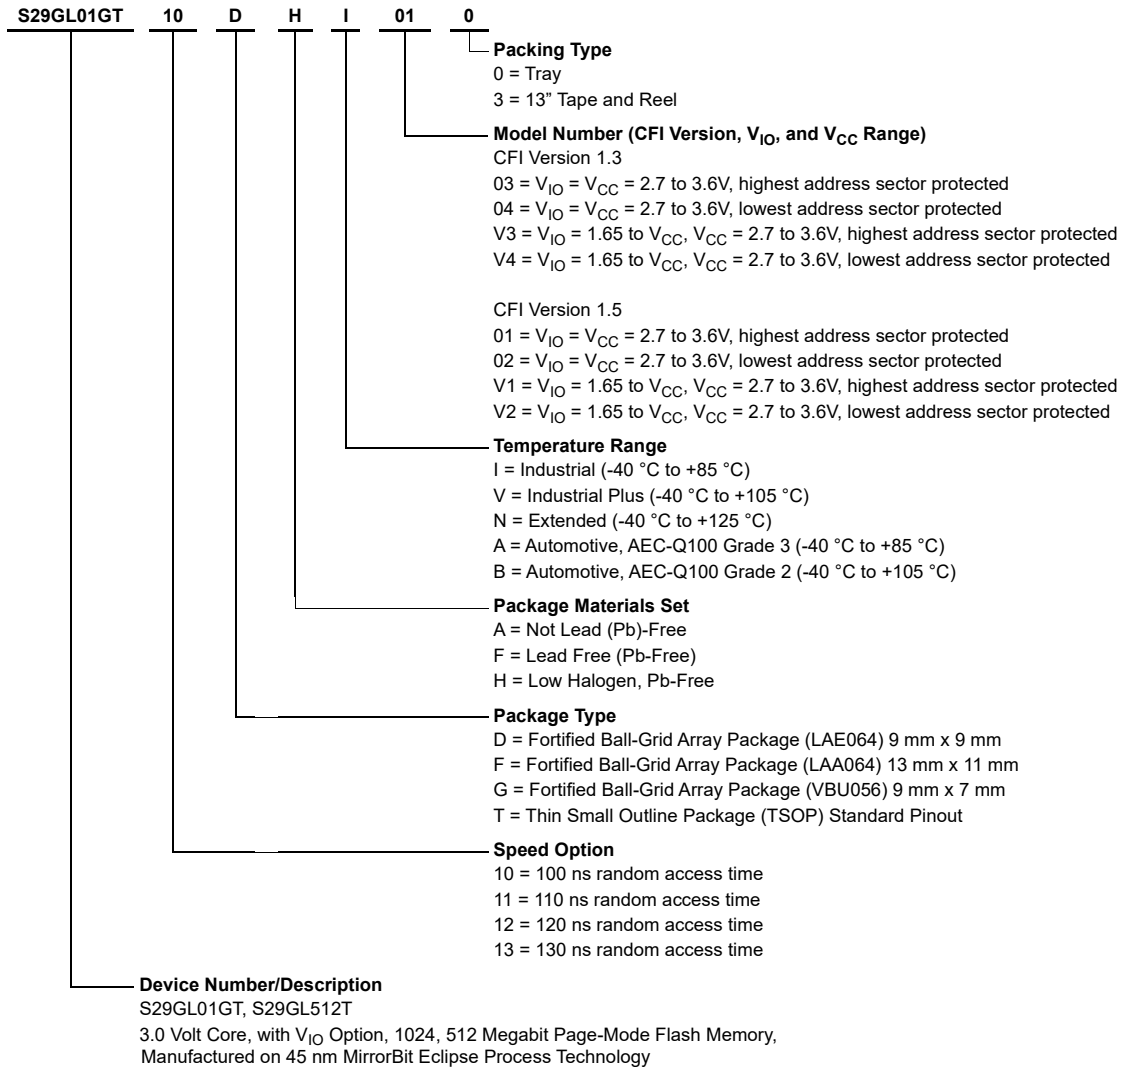 S29GL01GT 10 D H I 01 0
Packing Type
0 = Tray
3 = 13” Tape and Reel
Model Number (CFI Version, VIO, and VCC Range)
CFI Version 1.3
03 = VIO = VCC = 2.7 to 3.6V, highest address sector protected
04 = VIO = VCC = 2.7 to 3.6V, lowest address sector protected
V3 = VIO = 1.65 to VCC, VCC = 2.7 to 3.6V, highest address sector protected
V4 = VIO = 1.65 to VCC, VCC = 2.7 to 3.6V, lowest address sector protected
CFI Version 1.5
01 = VIO = VCC = 2.7 to 3.6V, highest address sector protected
02 = VIO = VCC = 2.7 to 3.6V, lowest address sector protected
V1 = VIO = 1.65 to VCC, VCC = 2.7 to 3.6V, highest address sector protected
V2 = VIO = 1.65 to VCC, VCC = 2.7 to 3.6V, lowest address sector protected
Temperature Range
I = Industrial (-40 °C to +85 °C)
V = Industrial Plus (-40 °C to +105 °C)
N = Extended (-40 °C to +125 °C)
A = Automotive, AEC-Q100 Grade 3 (-40 °C to +85 °C)
B = Automotive, AEC-Q100 Grade 2 (-40 °C to +105 °C)
Package Materials Set
A = Not Lead (Pb)-Free
F = Lead Free (Pb-Free)
H = Low Halogen, Pb-Free
Package Type
D = Fortified Ball-Grid Array Package (LAE064) 9 mm x 9 mm
F = Fortified Ball-Grid Array Package (LAA064) 13 mm x 11 mm
G = Fortified Ball-Grid Array Package (VBU056) 9 mm x 7 mm
T = Thin Small Outline Package (TSOP) Standard Pinout
Speed Option
10 = 100 ns random access time
11 = 110 ns random access time
12 = 120 ns random access time
13 = 130 ns random access time
Device Number/Description
S29GL01GT, S29GL512T
3.0 Volt Core, with VIO Option, 1024, 512 Megabit Page-Mode Flash Memory,
Manufactured on 45 nm MirrorBit Eclipse Process Technology